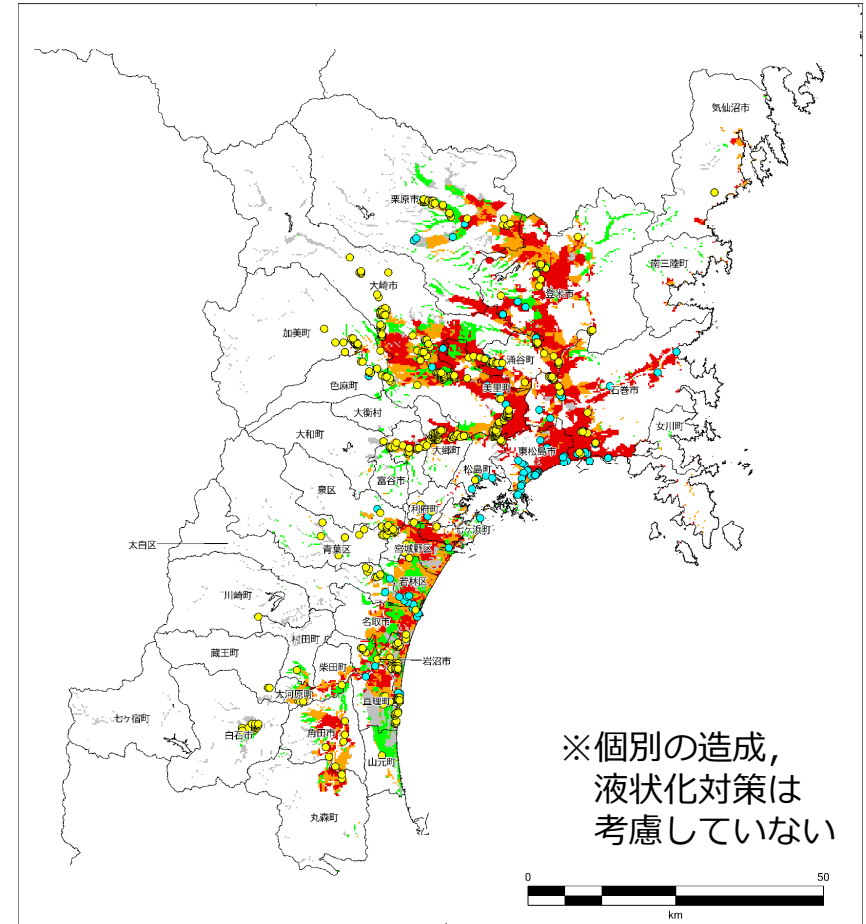 気仙沼市
栗原市
南三陸町
大崎市
登米市
加美町
涌谷町
色麻町
美里町
石巻市
大衡村
女川町
大和町
大郷町
東松島市
松島町
富谷市
泉区
利府町
七ヶ浜町
太白区
青葉区
宮城野区
若林区
川崎町
名取市
村田町
蔵王町
柴田町
岩沼市
大河原町
亘理町
七ヶ宿町
白石市
角田市
山元町
丸森町
※個別の造成,
液状化対策は
考慮していない
0
50
km